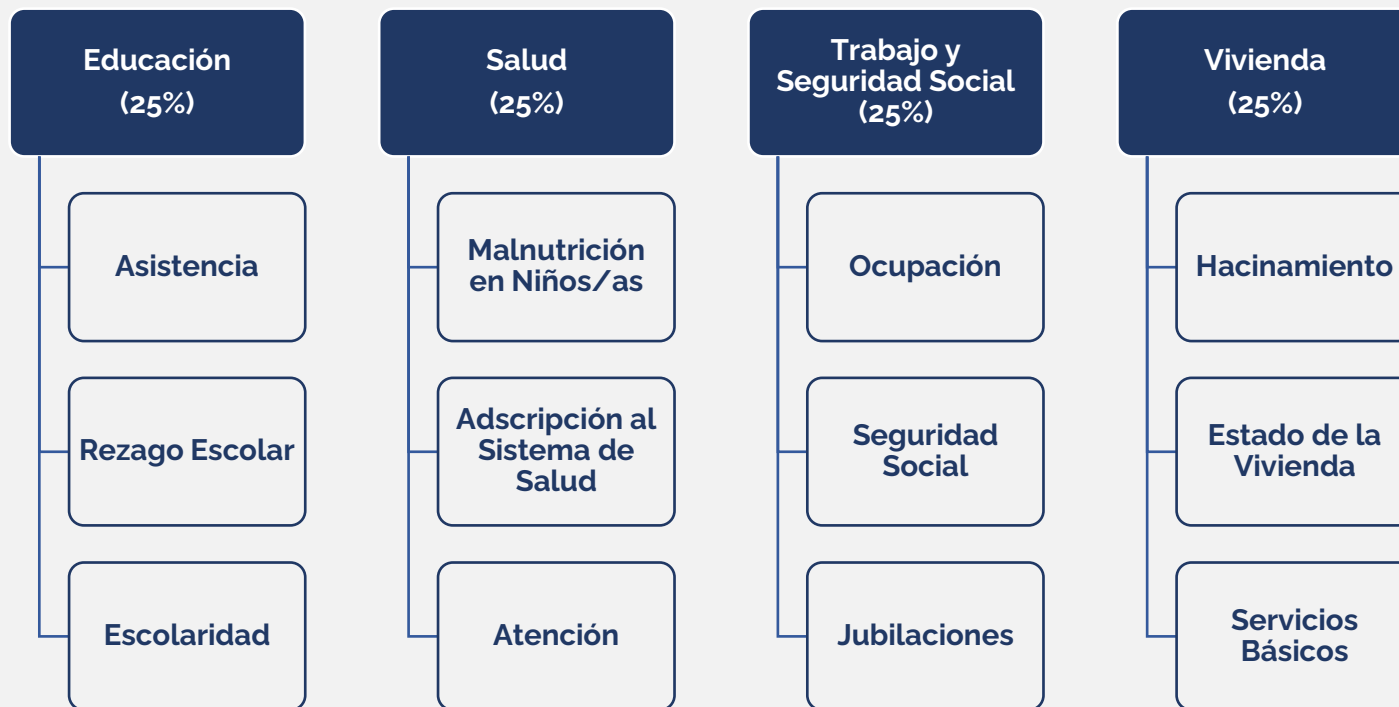 Educación
(25%)
Asistencia
Rezago Escolar
Escolaridad
Salud
(25%)
Malnutrición
en Niños/as
Adscripción al
Sistema de
Salud
Atención
Trabajo y
Seguridad Social
(25%)
Ocupación
Seguridad
Social
Jubilaciones
Vivienda
(25%)
Hacinamiento
Estado de la
Vivienda
Servicios
Básicos